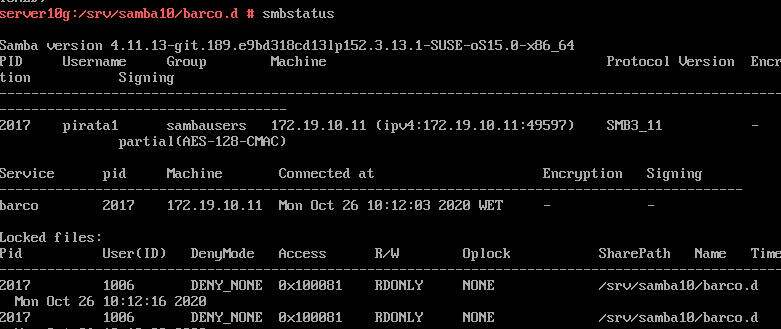 server10g:/srv/samba10/barco.d # smbstatus
Samba version 4.11.13-git.189.e9bd318cd13lp152.3.13.1-SUSE-oS15.0-x86_64
PID Username Group Machine Protocol Version Encr
tion Signing
----------------------------------------------------------------------------------------------------
-------------------------------------
2017 pirata1 sambausers 172.19.10.11 (ipv4:172.19.10.11:49597) SMB3_11 -
partial(AES-128-CMAC)
Service pid Machine Connected at Encryption Signing
---------------------------------------------------------------------------------------------
barco 2017 172.19.10.11 Mon Oct 26 10:12:03 2020 WET - -
Locked files:
Pid User(ID) DenyMode Access R/W Oplock SharePath Name Time
----------------------------------------------------------------------------------------------------
2017 1006 DENY_NONE 0x100081 RDONLY NONE /srv/samba10/barco.d
Mon Oct 26 10:12:16 2020
2017 1006 DENY_NONE 0x100081 RDONLY NONE /srv/samba10/barco.d